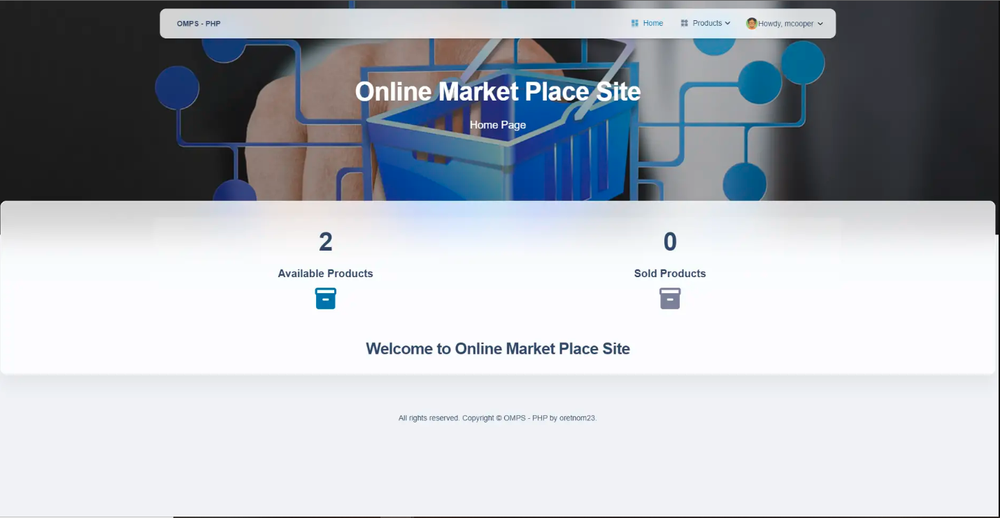 OMPS - PHP
Home
Products
Howdy, mcooper
Online Market Place Site
Home Page
2
0
Available Products
Sold Products
Welcome to Online Market Place Site
All rights reserved. Copyright © OMPS - PHP by oretnom23.